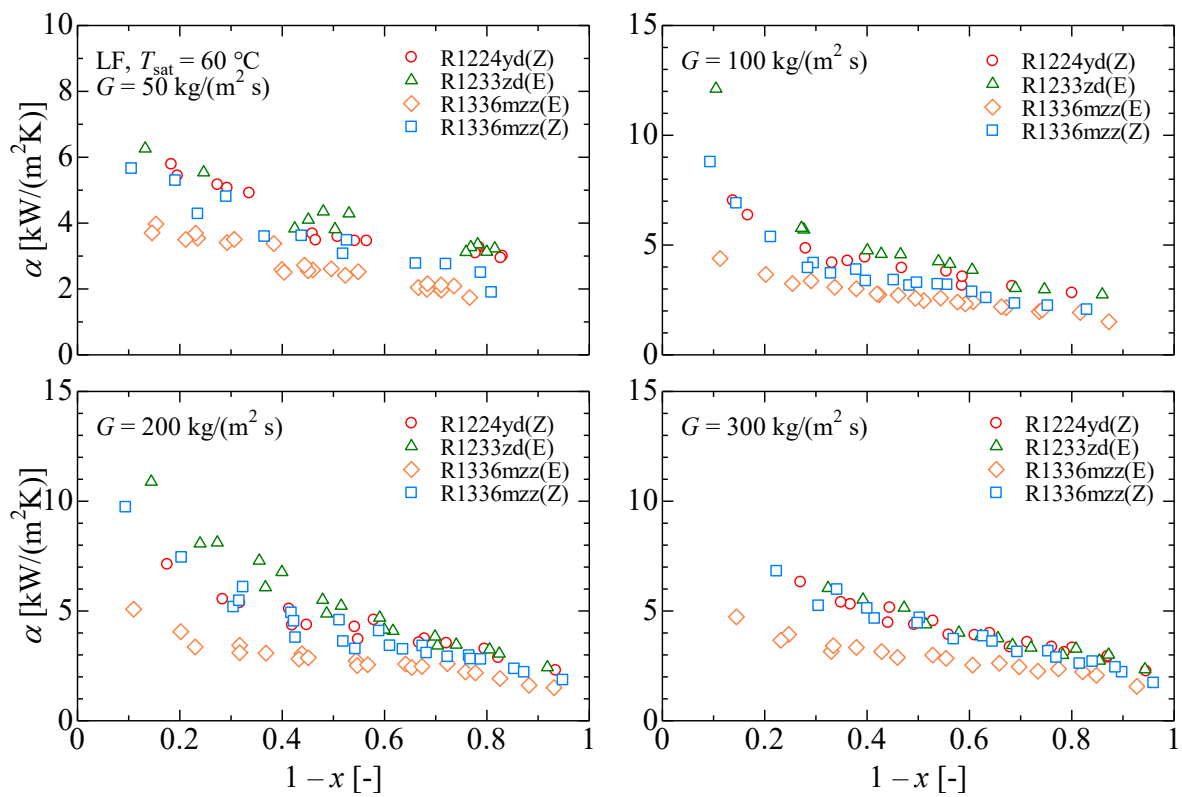 10
8
6
4
2
0
α [kW/(m²K)]
LF, Tsat = 60 °C
G = 50 kg/(m² s)
R1224yd(Z)
R1233zd(E)
R1336mzz(E)
R1336mzz(Z)
15
10
5
0
G = 100 kg/(m² s)
R1224yd(Z)
R1233zd(E)
R1336mzz(E)
R1336mzz(Z)
15
10
5
0
α [kW/(m²K)]
G = 200 kg/(m² s)
R1224yd(Z)
R1233zd(E)
R1336mzz(E)
R1336mzz(Z)
0 0.2 0.4 0.6 0.8 1
1 – x [-]
15
10
5
0
G = 300 kg/(m² s)
R1224yd(Z)
R1233zd(E)
R1336mzz(E)
R1336mzz(Z)
0 0.2 0.4 0.6 0.8 1
1 – x [-]